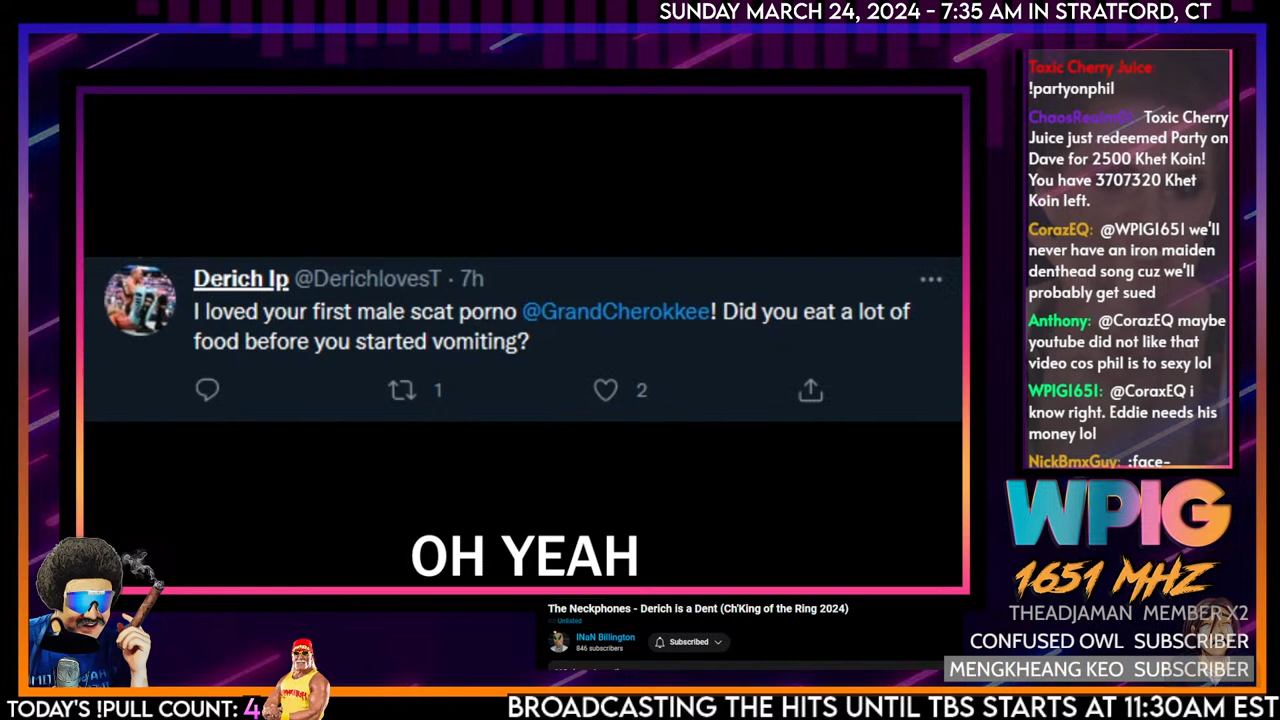 SUNDAY MARCH 24, 2024 - 7:35 AM IN STRATFORD, CT
Derich Ip @DerichlovesT · 7h
I loved your first male scat porno @GrandCherokkee! Did you eat a lot of
food before you started vomiting?
1
2
OH YEAH
Toxic Cherry Juice:
!partyonphil
ChaosRealm01: Toxic Cherry
Juice just redeemed Party on
Dave for 2500 Khet Koin!
You have 3707320 Khet
Koin left.
CorazEQ: @WPIG1651 we'll
never have an iron maiden
denthead song cuz we'll
probably get sued
Anthony: @CorazEQ maybe
youtube did not like that
video cos phil is to sexy lol
WPIG1651: @CoraxEQ i
know right. Eddie needs his
money lol
NickBmxGuy: :face-
WPIG
1651 MHZ
THEADJAMAN MEMBER X2
CONFUSED OWL SUBSCRIBER
MENGKHEANG KEO SUBSCRIBER
The Neckphones - Derich is a Dent (Ch'King of the Ring 2024)
Unlisted
INaN Billington
846 subscribers
Subscribed
TODAY'S !PULL COUNT: 4
BROADCASTING THE HITS UNTIL TBS STARTS AT 11:30AM EST